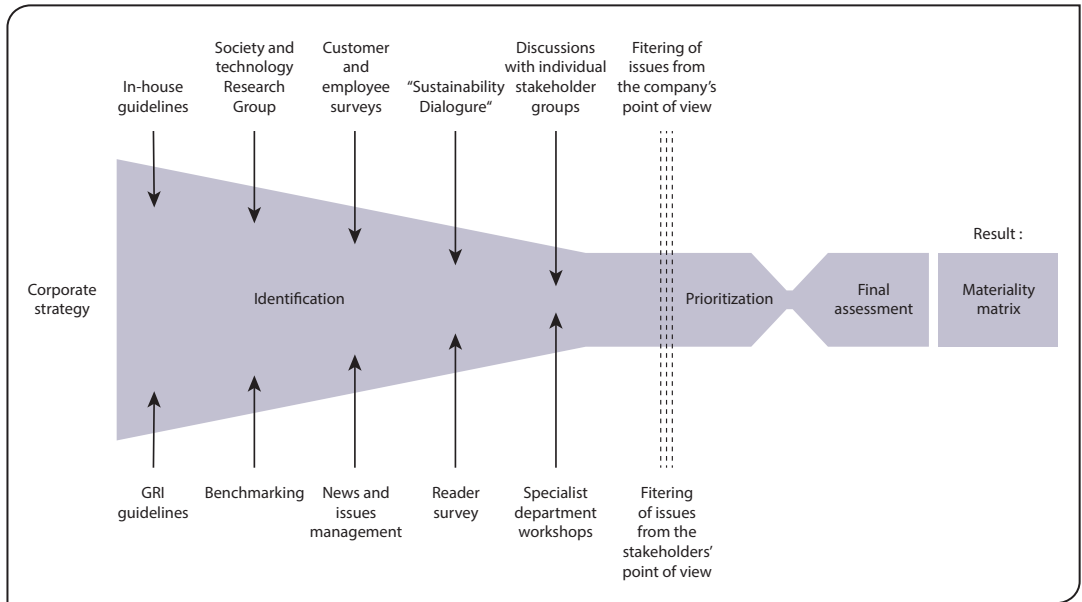 In-house
guidelines
Society and
technology
Research
Group
Customer
and
employee
surveys
“Sustainability
Dialogure“
Discussions
with individual
stakeholder
groups
Fitering of
issues from
the company’s
point of view
Corporate
strategy
Identification
Prioritization
Final
assessment
Result :
Materiality
matrix
GRI
guidelines
Benchmarking
News and
issues
management
Reader
survey
Specialist
department
workshops
Fitering
of issues
from the
stakeholders’
point of view